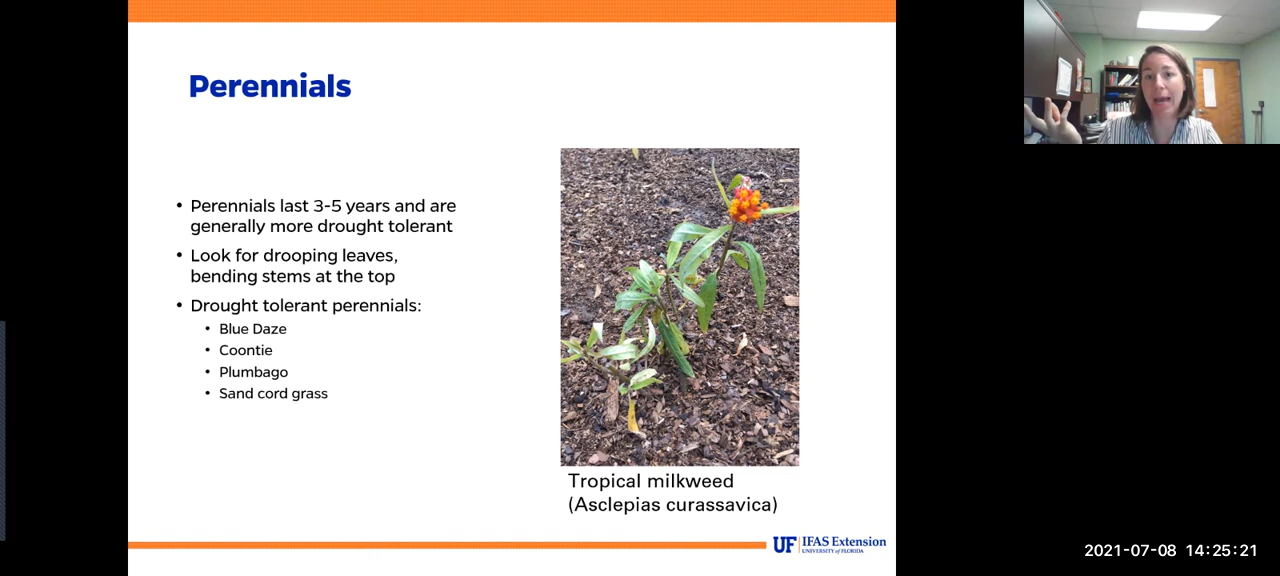 Perennials
• Perennials last 3-5 years and are
generally more drought tolerant
• Look for drooping leaves,
bending stems at the top
• Drought tolerant perennials:
• Blue Daze
• Coontie
• Plumbago
• Sand cord grass
Tropical milkweed
(Asclepias curassavica)
UF IFAS Extension
UNIVERSITY of FLORIDA
2021-07-08 14:25:21